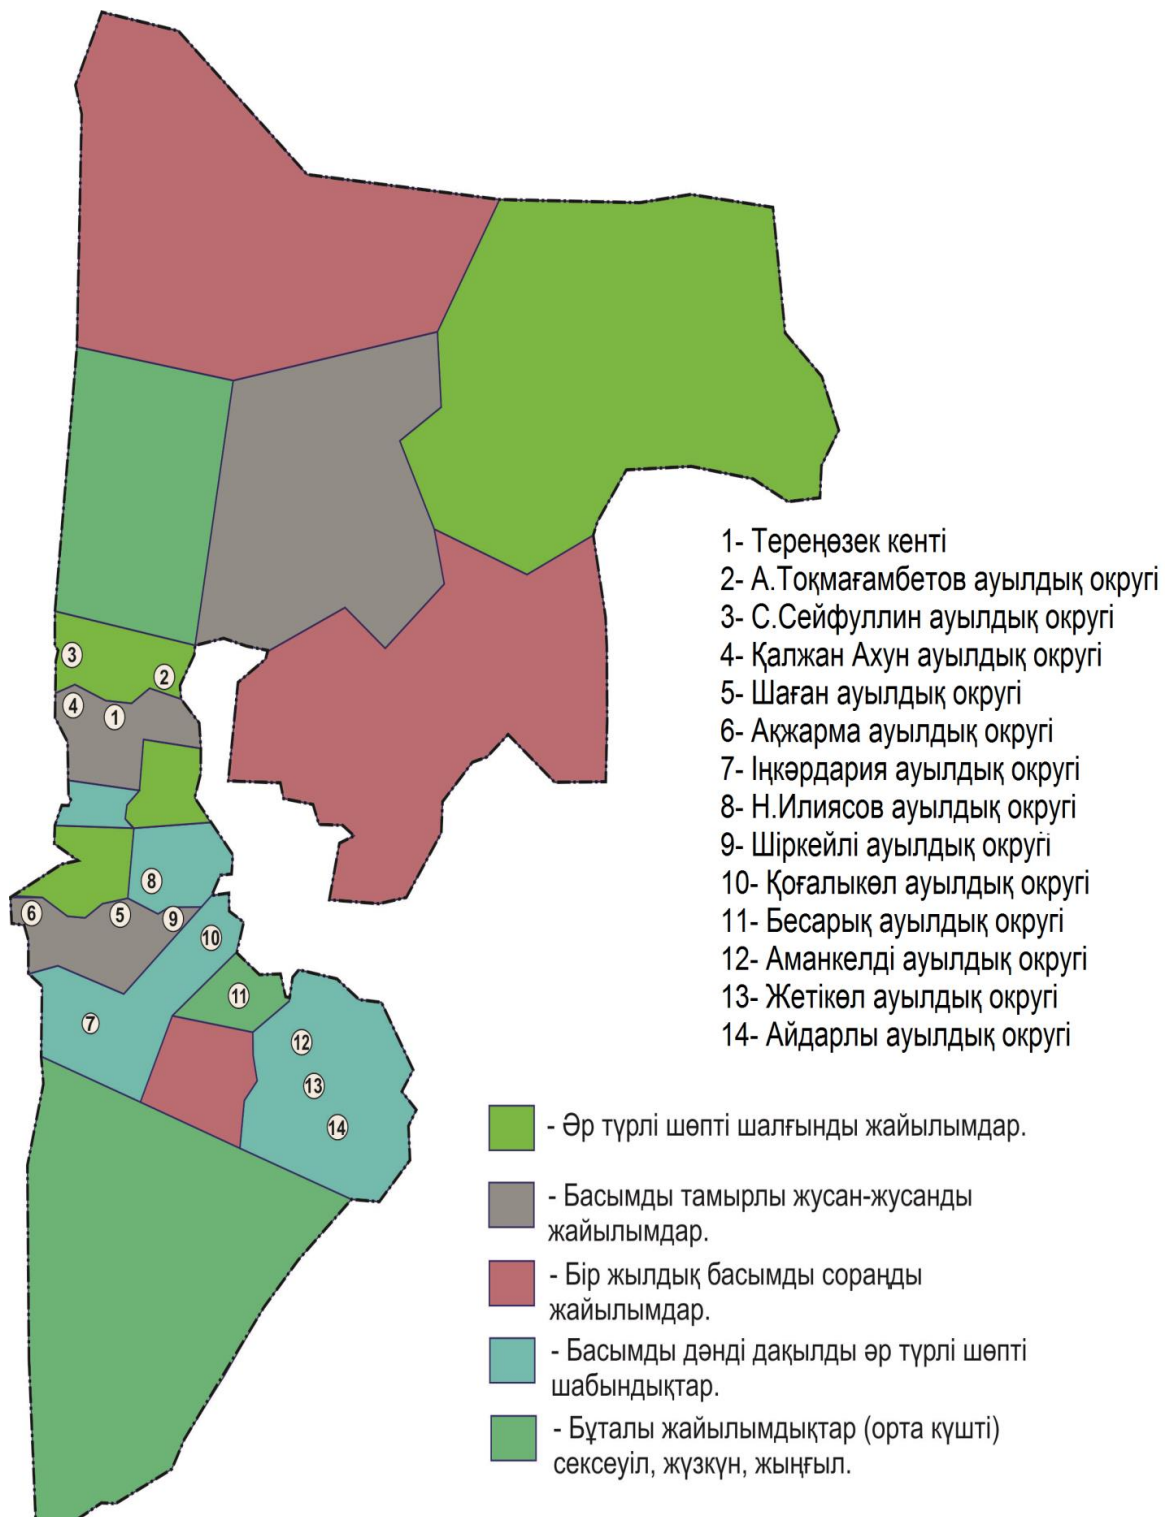 3
2
4
1
8
6
5
9
10
11
7
12
13
14
1- Тереңөзек кенті
2- А.Тоқмағамбетов ауылдық округі
3- С.Сейфуллин ауылдық округі
4- Қалжан Ахун ауылдық округі
5- Шаған ауылдық округі
6- Ақжарма ауылдық округі
7- Іңкәрдария ауылдық округі
8- Н.Илиясов ауылдық округі
9- Шіркейлі ауылдық округі
10- Қоғалыкөл ауылдық округі
11- Бесарық ауылдық округі
12- Аманкелді ауылдық округі
13- Жетікөл ауылдық округі
14- Айдарлы ауылдық округі
- Әр түрлі шөпті шалғынды жайылымдар.
- Басымды тамырлы жусан-жусанды
жайылымдар.
- Бір жылдық басымды сораңды
жайылымдар.
- Басымды дәнді дақылды әр түрлі шөпті
шабындықтар.
- Бұталы жайылымдықтар (орта күшті)
сексеуіл, жүзкүн, жыңғыл.